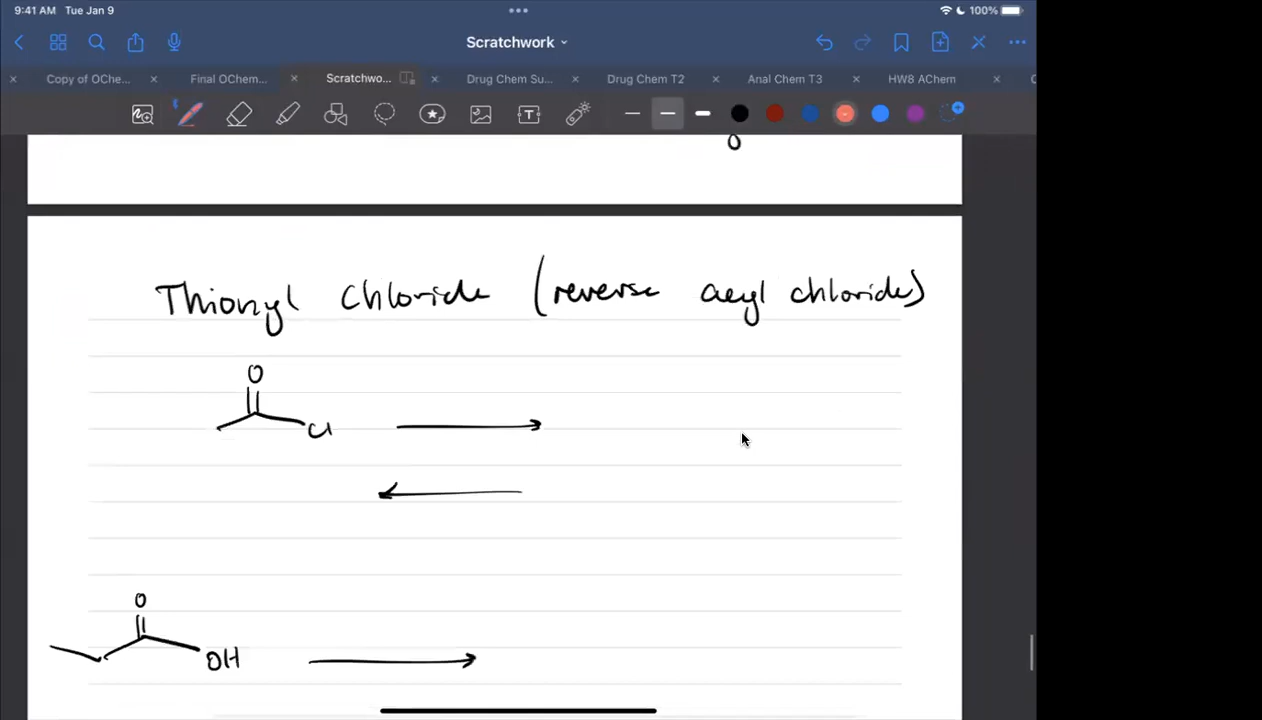 9:41 AM Tue Jan 9
100%
Scratchwork
Copy of OChe...
Final OChem...
Scratchwo...
Drug Chem Su...
Drug Chem T2
Anal Chem T3
HW8 AChem
Thionyl Chloride (reverse acyl chlorides)
O
Cl
O
OH